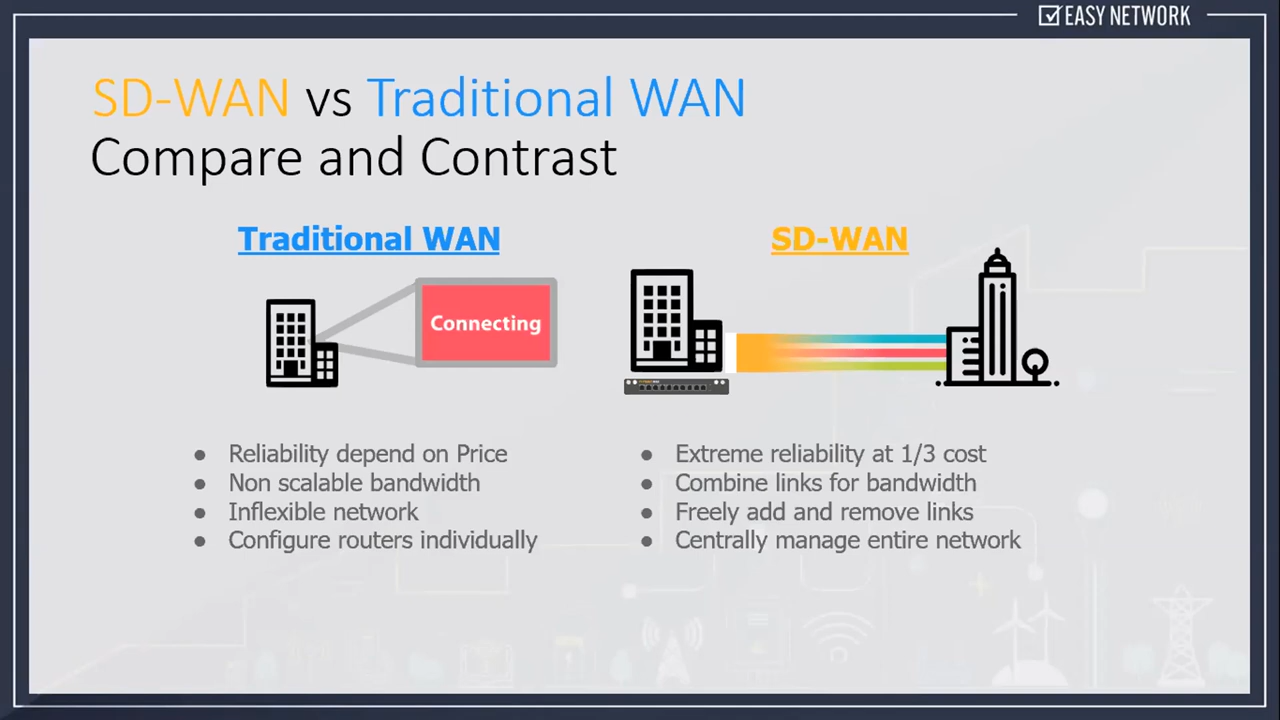 EASY NETWORK
SD-WAN vs Traditional WAN
Compare and Contrast
Traditional WAN
Connecting
● Reliability depend on Price
● Non scalable bandwidth
● Inflexible network
● Configure routers individually
SD-WAN
● Extreme reliability at 1/3 cost
● Combine links for bandwidth
● Freely add and remove links
● Centrally manage entire network